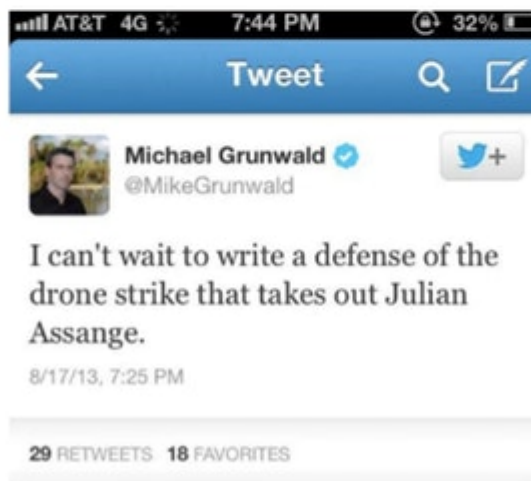 AT&T 4G 7:44 PM 32%
Tweet
Michael Grunwald
@MikeGrunwald
I can't wait to write a defense of the
drone strike that takes out Julian
Assange.
8/17/13, 7:25 PM
29 RETWEETS 18 FAVORITES